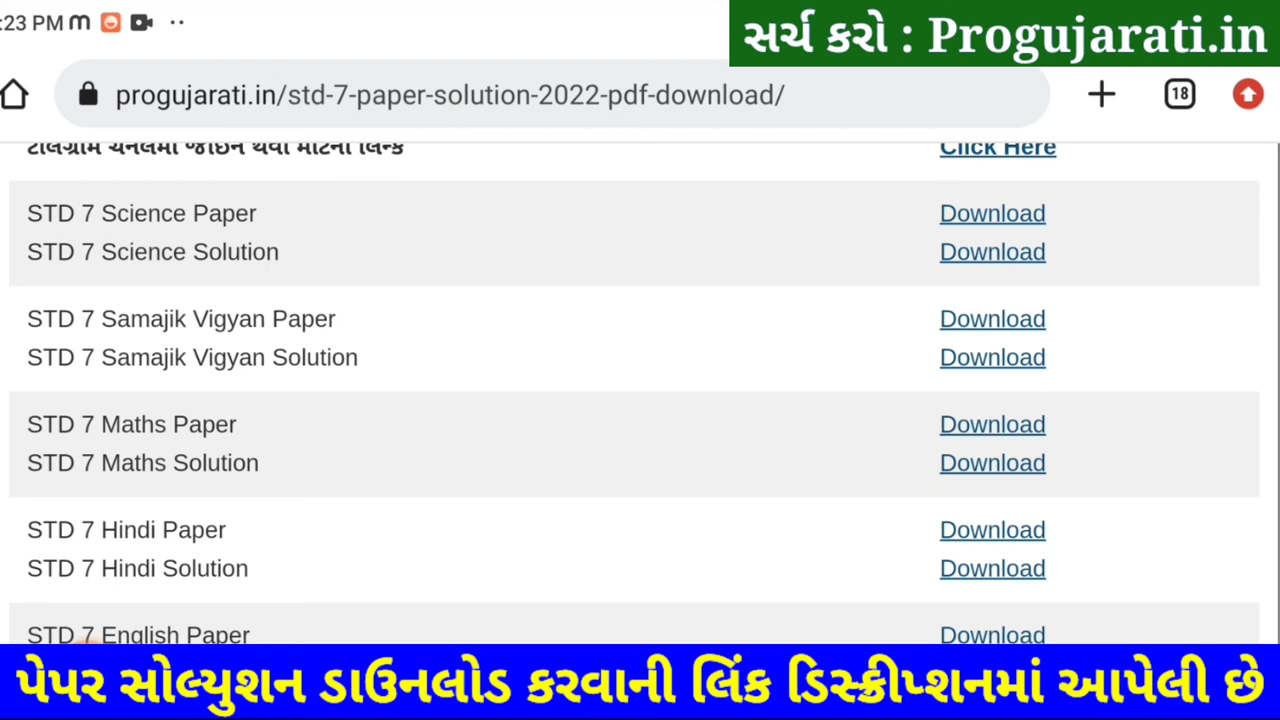 :23 PM
સર્ચ કરો : Progujarati.in
progujarati.in/std-7-paper-solution-2022-pdf-download/
18
ટેલિગ્રામ ચેનલમાં જોઇન થવા માટેની લિન્ક Click Here
STD 7 Science Paper Download
STD 7 Science Solution Download
STD 7 Samajik Vigyan Paper Download
STD 7 Samajik Vigyan Solution Download
STD 7 Maths Paper Download
STD 7 Maths Solution Download
STD 7 Hindi Paper Download
STD 7 Hindi Solution Download
STD 7 English Paper Download
પેપર સોલ્યુશન ડાઉનલોડ કરવાની લિંક ડિસ્ક્રીપ્શનમાં આપેલી છે